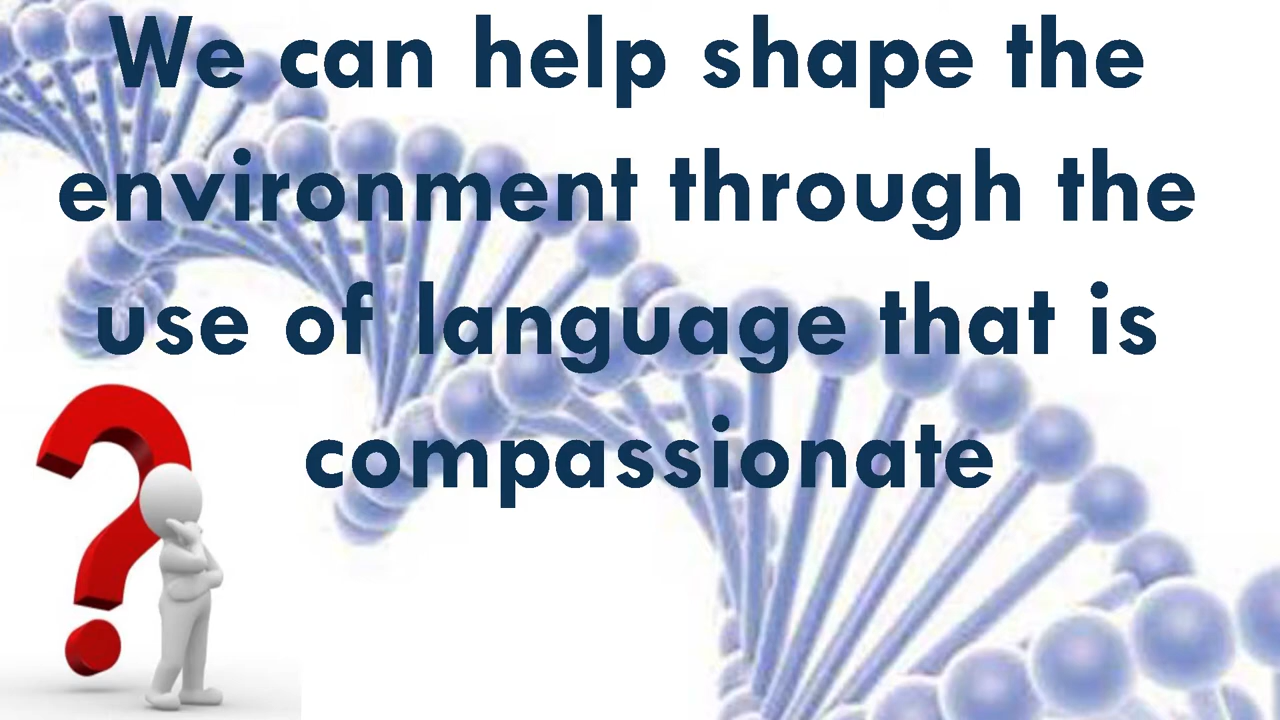 We can help shape the
environment through the
use of language that is
compassionate